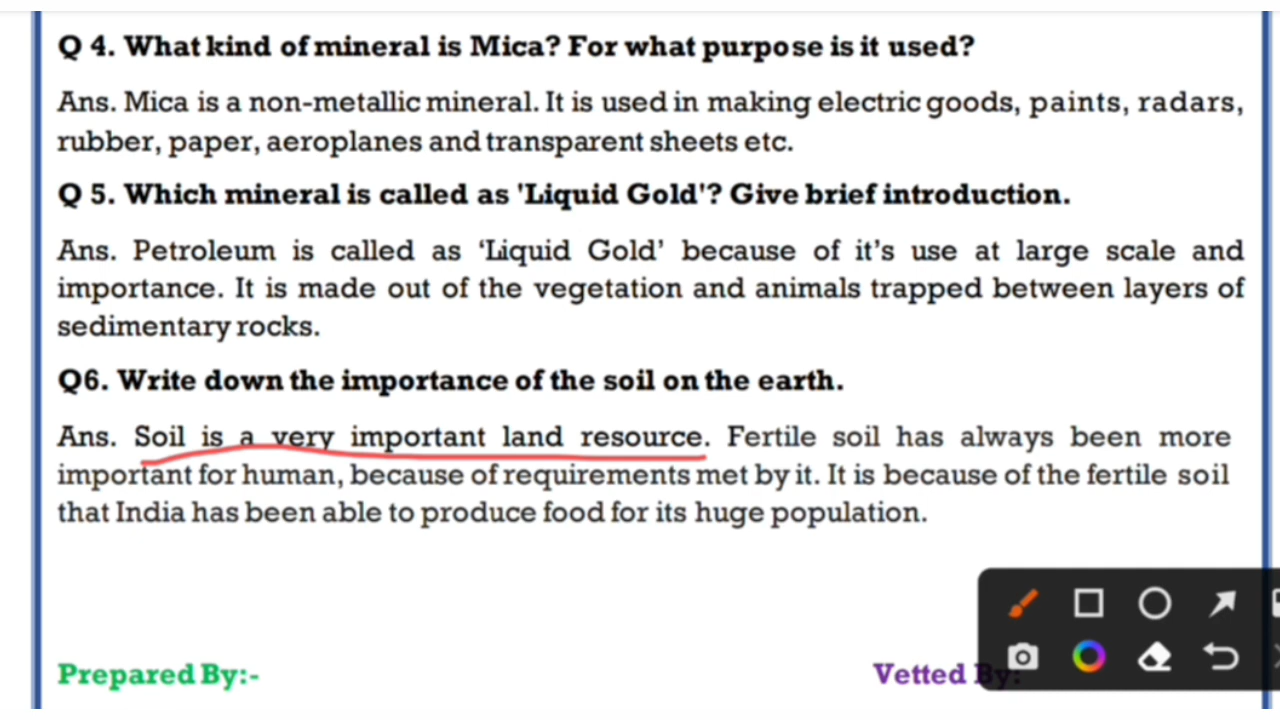 Q 4. What kind of mineral is Mica? For what purpose is it used?
Ans. Mica is a non-metallic mineral. It is used in making electric goods, paints, radars,
rubber, paper, aeroplanes and transparent sheets etc.
Q 5. Which mineral is called as 'Liquid Gold'? Give brief introduction.
Ans. Petroleum is called as ‘Liquid Gold’ because of it’s use at large scale and
importance. It is made out of the vegetation and animals trapped between layers of
sedimentary rocks.
Q6. Write down the importance of the soil on the earth.
Ans. Soil is a very important land resource. Fertile soil has always been more
important for human, because of requirements met by it. It is because of the fertile soil
that India has been able to produce food for its huge population.
Prepared By:-
Vetted By: